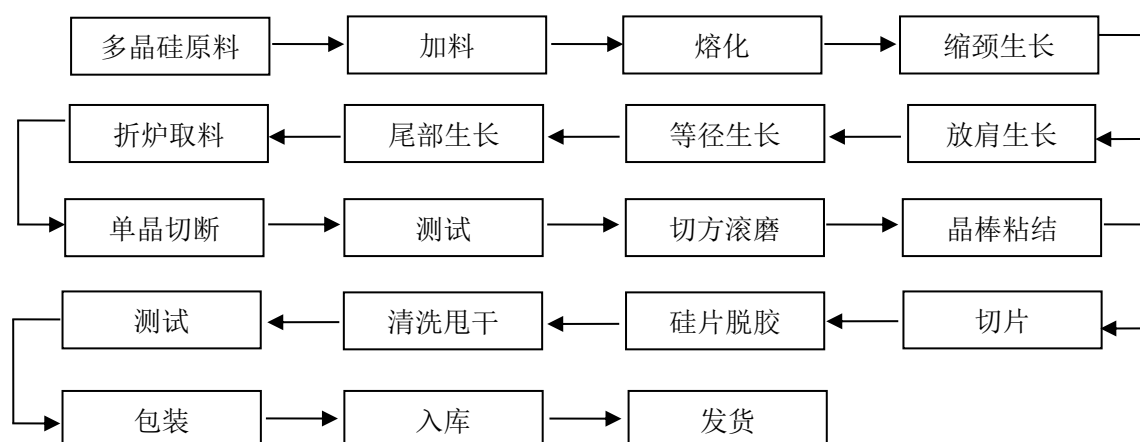 多晶硅原料 加料 熔化 缩颈生长
折炉取料 尾部生长 等径生长 放肩生长
单晶切断 测试 切方滚磨 晶棒粘结
测试 清洗甩干 硅片脱胶 切片
包装 入库 发货